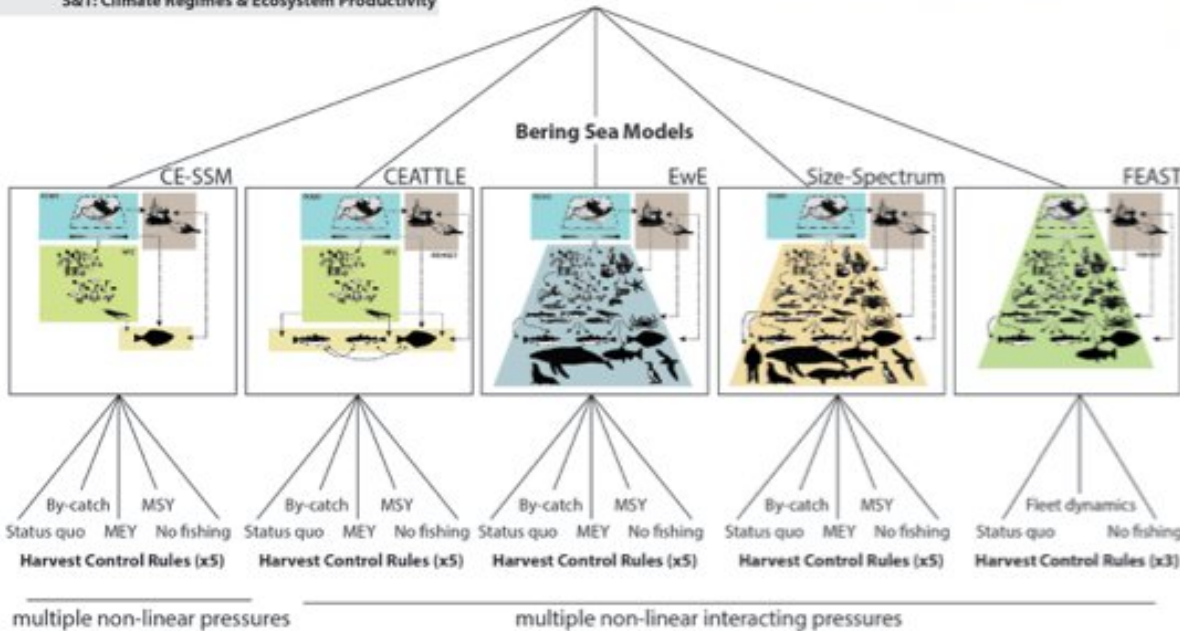 S&T: Climate Regimes & Ecosystem Productivity
Bering Sea Models
CE-SSM
CEATTLE
EwE
Size-Spectrum
FEAST
By-catch MSY
Status quo MEY No fishing
Harvest Control Rules (x5)
By-catch MSY
Status quo MEY No fishing
Harvest Control Rules (x5)
By-catch MSY
Status quo MEY No fishing
Harvest Control Rules (x5)
By-catch MSY
Status quo MEY No fishing
Harvest Control Rules (x5)
Fleet dynamics
Status quo No fishing
Harvest Control Rules (x3)
multiple non-linear pressures
multiple non-linear interacting pressures